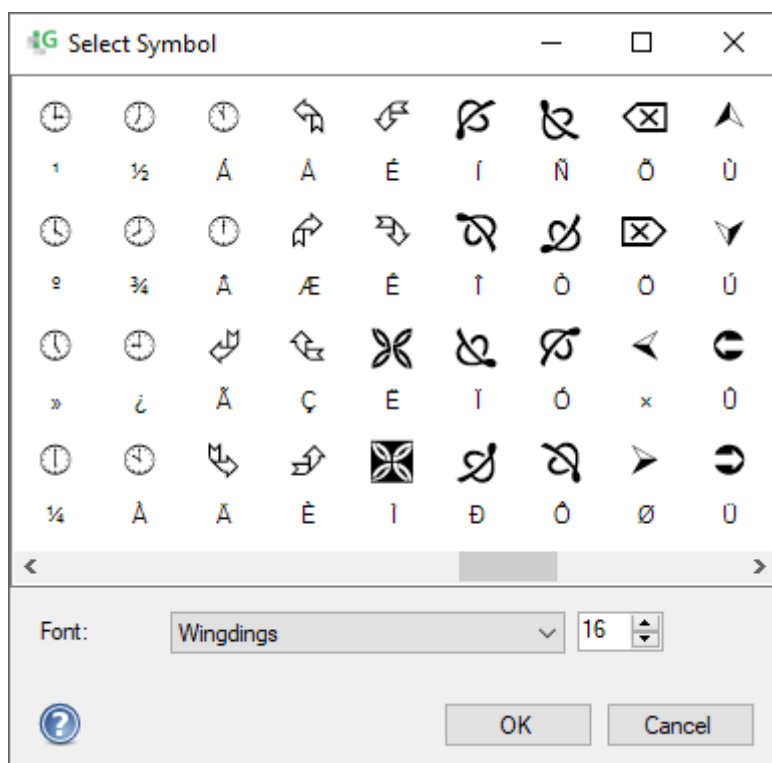 Select Symbol
¹ ½ Á Å É Í Ñ Õ Ù
º ¾ Â Æ Ê Î Ò Ö Ú
» ¿ Ã Ç Ë Ï Ó × Û
¼ À Ä È Ì Ð Ô Ø Ü
Font: Wingdings 16
OK Cancel